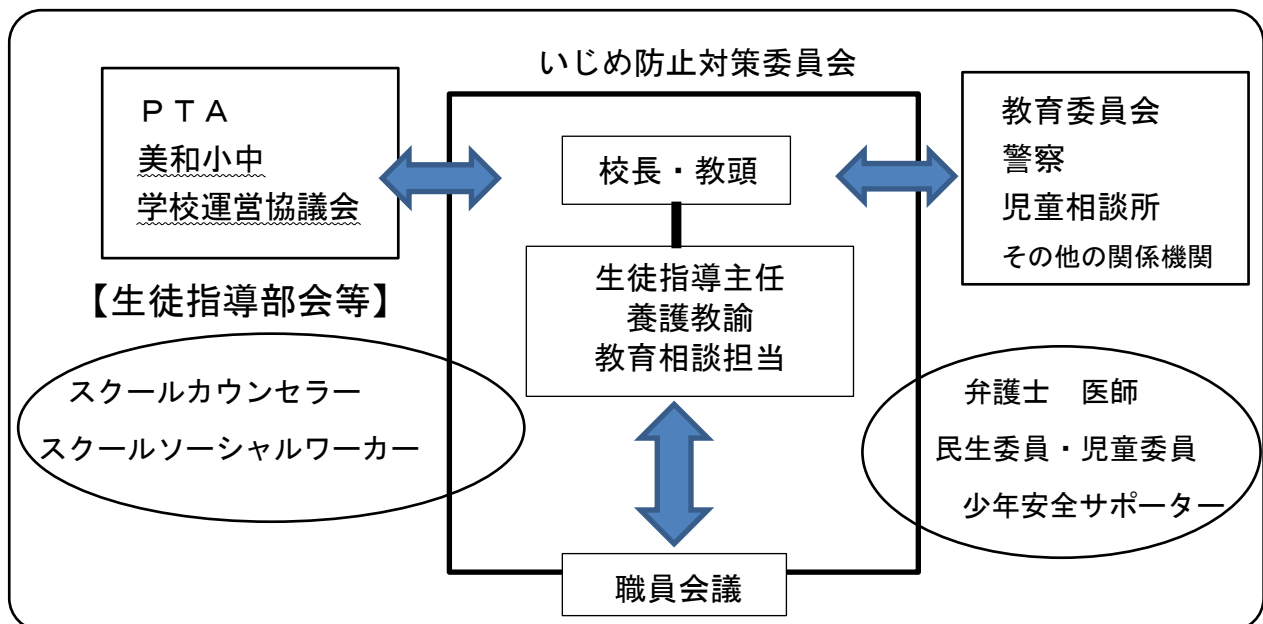 いじめ防止対策委員会
ＰＴＡ
美和小中
学校運営協議会
校長・教頭
教育委員会
警察
児童相談所
その他の関係機関
生徒指導主任
養護教諭
教育相談担当
【生徒指導部会等】
スクールカウンセラー
スクールソーシャルワーカー
弁護士　医師
民生委員・児童委員
少年安全サポーター
職員会議